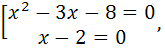 [x² − 3x − 8 = 0
x − 2 = 0,